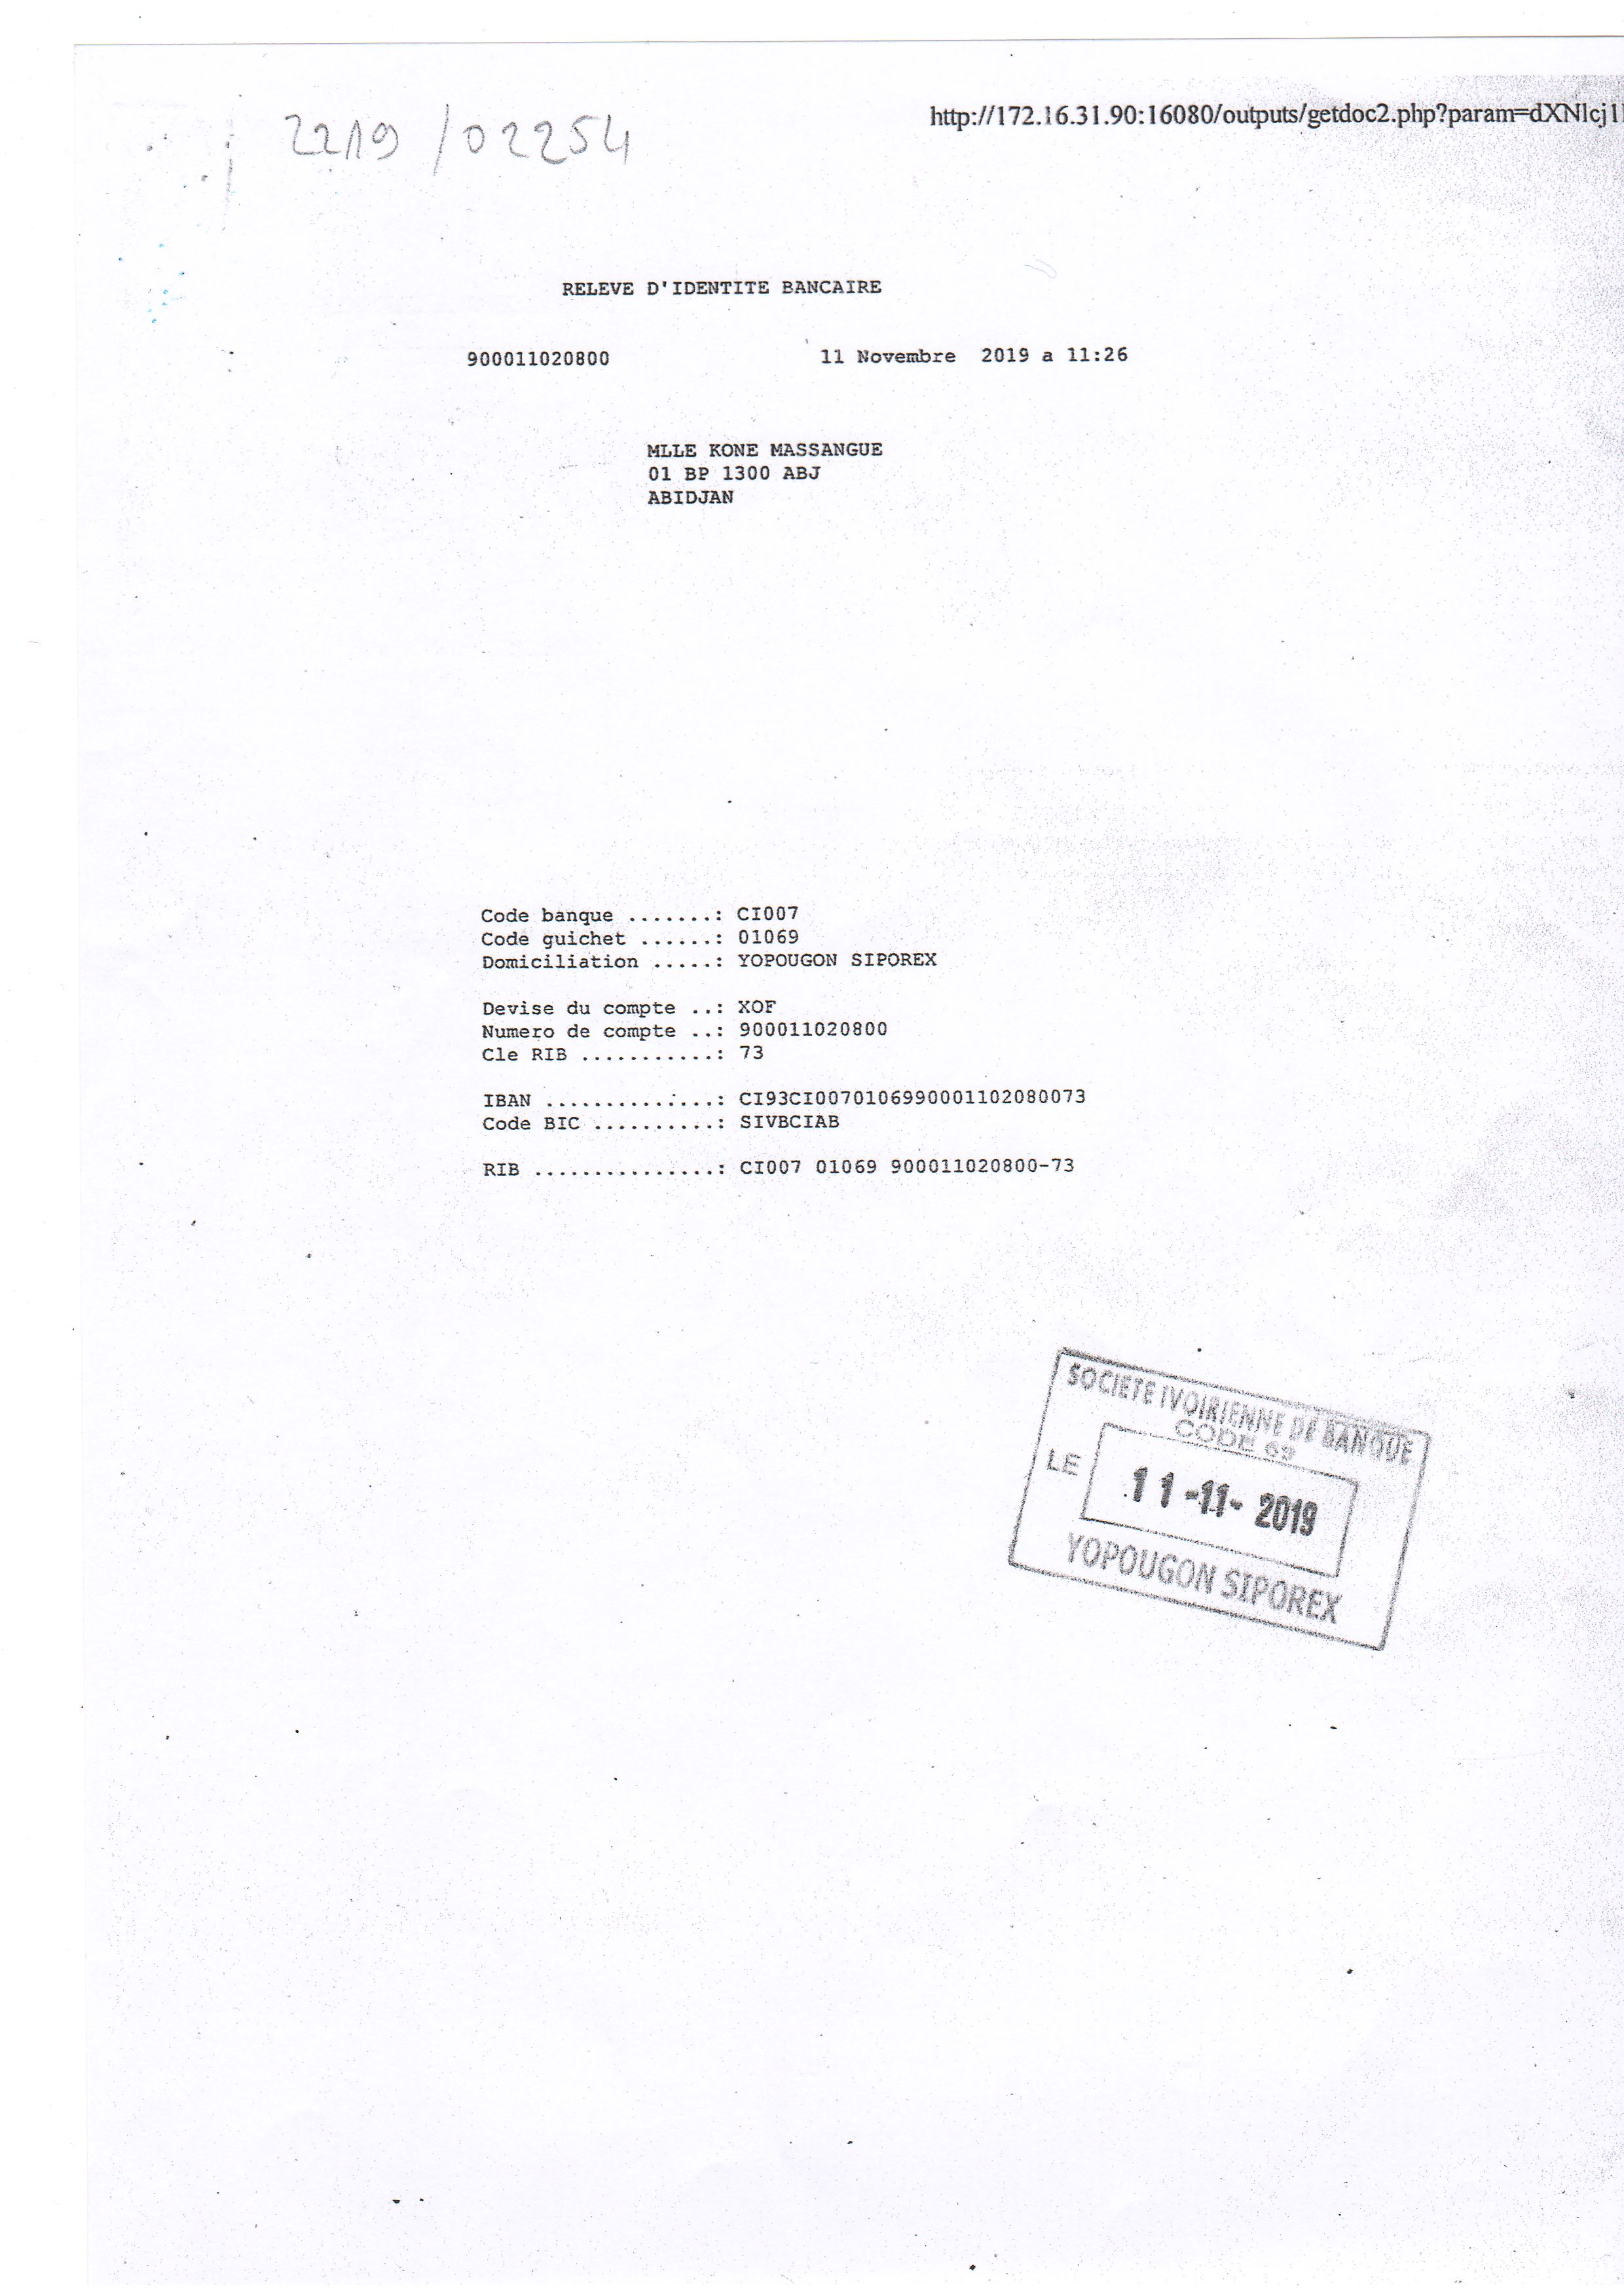 http://172.16.31.90:16080/outputs/getdoc2.php?param=dXNlcj1
2219/02254
RELEVE D'IDENTITE BANCAIRE
900011020800 11 Novembre 2019 a 11:26
MLLE KONE MASSANGUE
01 BP 1300 ABJ
ABIDJAN
Code banque .......: CI007
Code guichet ......: 01069
Domiciliation .....: YOPOUGON SIPOREX
Devise du compte ..: XOF
Numero de compte ..: 900011020800
Cle RIB ...........: 73
IBAN ..............: CI93CI0070106990001102080073
Code BIC ..........: SIVBCIAB
RIB ...............: CI007 01069 900011020800-73
SOCIETE IVOIRIENNE DE BANQUE
CODE 69
LE 11-11-2019
YOPOUGON SIPOREX